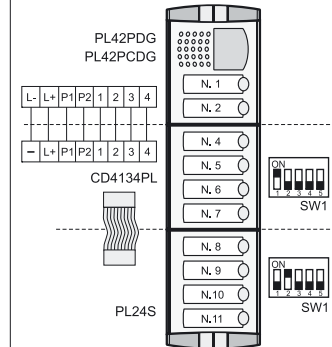 PL42PDG
PL42PCDG
N. 1
N. 2
L- L+ P1 P2 1 2 3 4
– L+ P1 P2 1 2 3 4
CD4134PL
N. 4
N. 5
N. 6
N. 7
ON
1 2 3 4 5
SW1
N. 8
N. 9
N.10
N.11
ON
1 2 3 4 5
SW1
PL24S